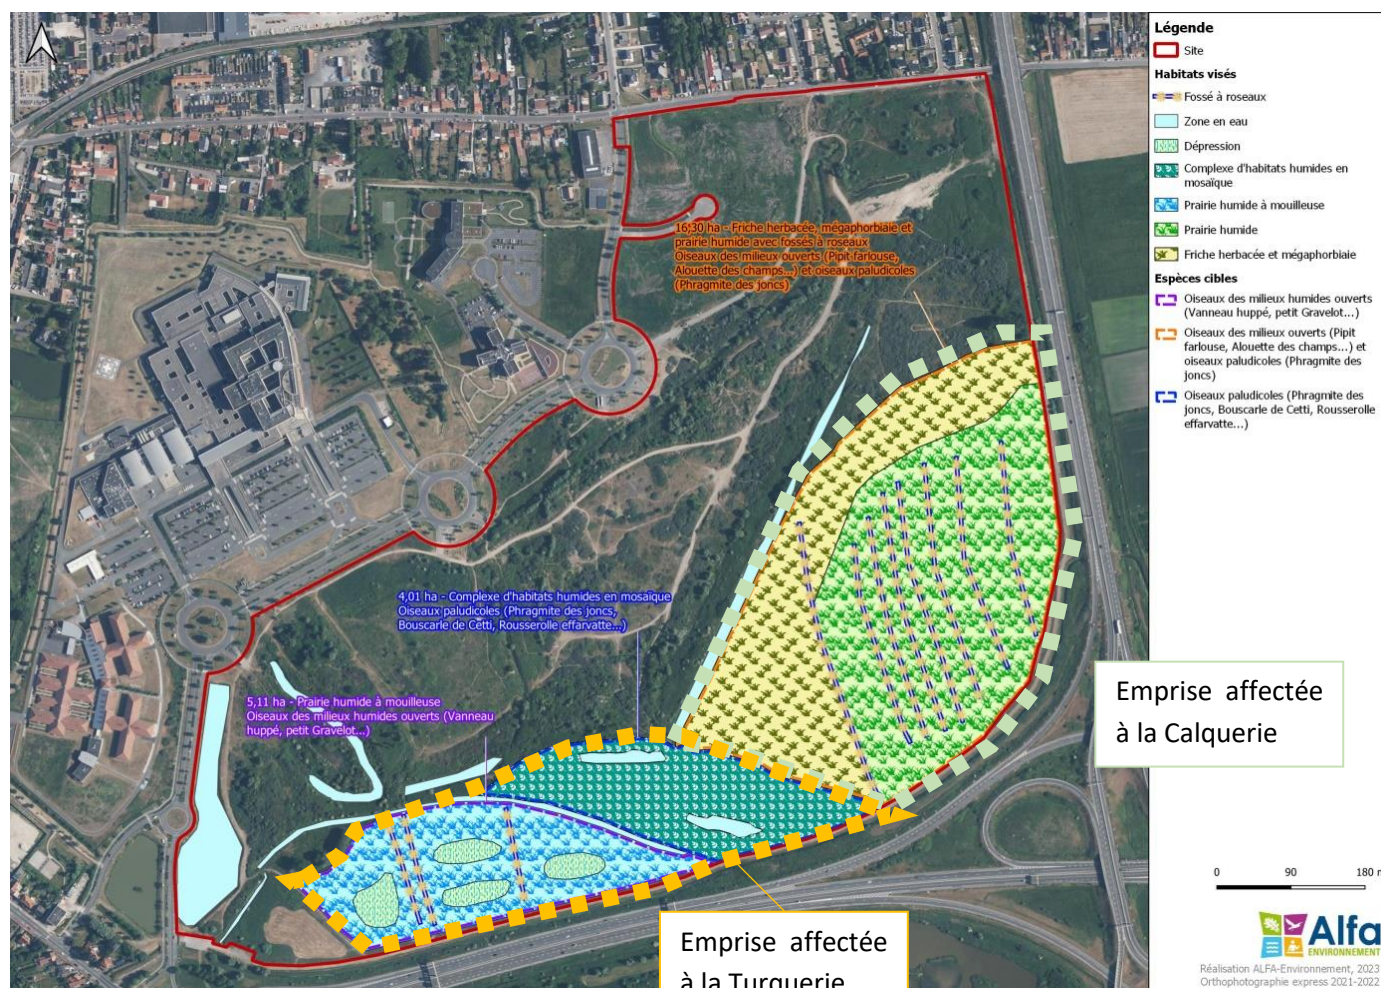 16,30 ha - Friche herbacée, mégaphorbiaie et
prairie humide avec fossés à roseaux
Oiseaux des milieux ouverts (Pipit farlouse,
Alouette des champs...) et oiseaux paludicoles
(Phragmite des joncs)
4,01 ha - Complexe d'habitats humides en mosaïque
Oiseaux paludicoles (Phragmite des joncs,
Bouscarle de Cetti, Rousserolle effarvatte...)
5,11 ha - Prairie humide à mouilleuse
Oiseaux des milieux humides ouverts (Vanneau
huppé, petit Gravelot...)
Emprise affectée
à la Calquerie
Emprise affectée
à la Turquerie
Légende
Site
Habitats visés
Fossé à roseaux
Zone en eau
Dépression
Complexe d'habitats humides en
mosaïque
Prairie humide à mouilleuse
Prairie humide
Friche herbacée et mégaphorbiaie
Espèces cibles
Oiseaux des milieux humides ouverts
(Vanneau huppé, petit Gravelot...)
Oiseaux des milieux ouverts (Pipit
farlouse, Alouette des champs...) et
oiseaux paludicoles (Phragmite des
joncs)
Oiseaux paludicoles (Phragmite des
joncs, Bouscarle de Cetti, Rousserolle
effarvatte...)
0 90 180 m
Alfa
ENVIRONNEMENT
Réalisation ALFA-Environnement, 2023
Orthophotographie express 2021-2022